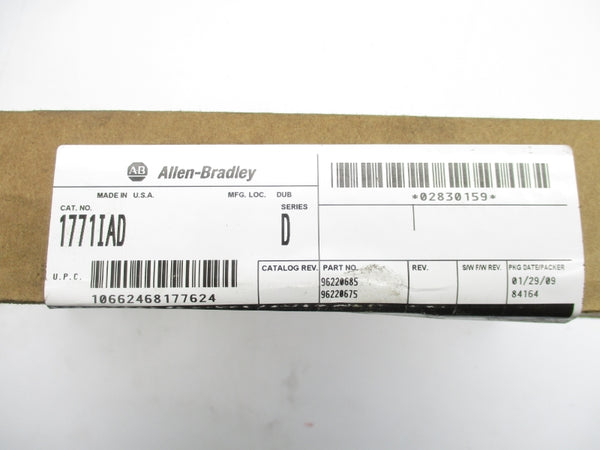 AB Allen-Bradley
MADE IN U.S.A. MFG. LOC. DUB
CAT. NO. SERIES
1771IAD D
U.P.C.
10662468177624
*02830159*
CATALOG REV. PART NO. REV. S/W F/W REV. PKG DATE/PACKER
96220685 01/29/09
96220675 84164